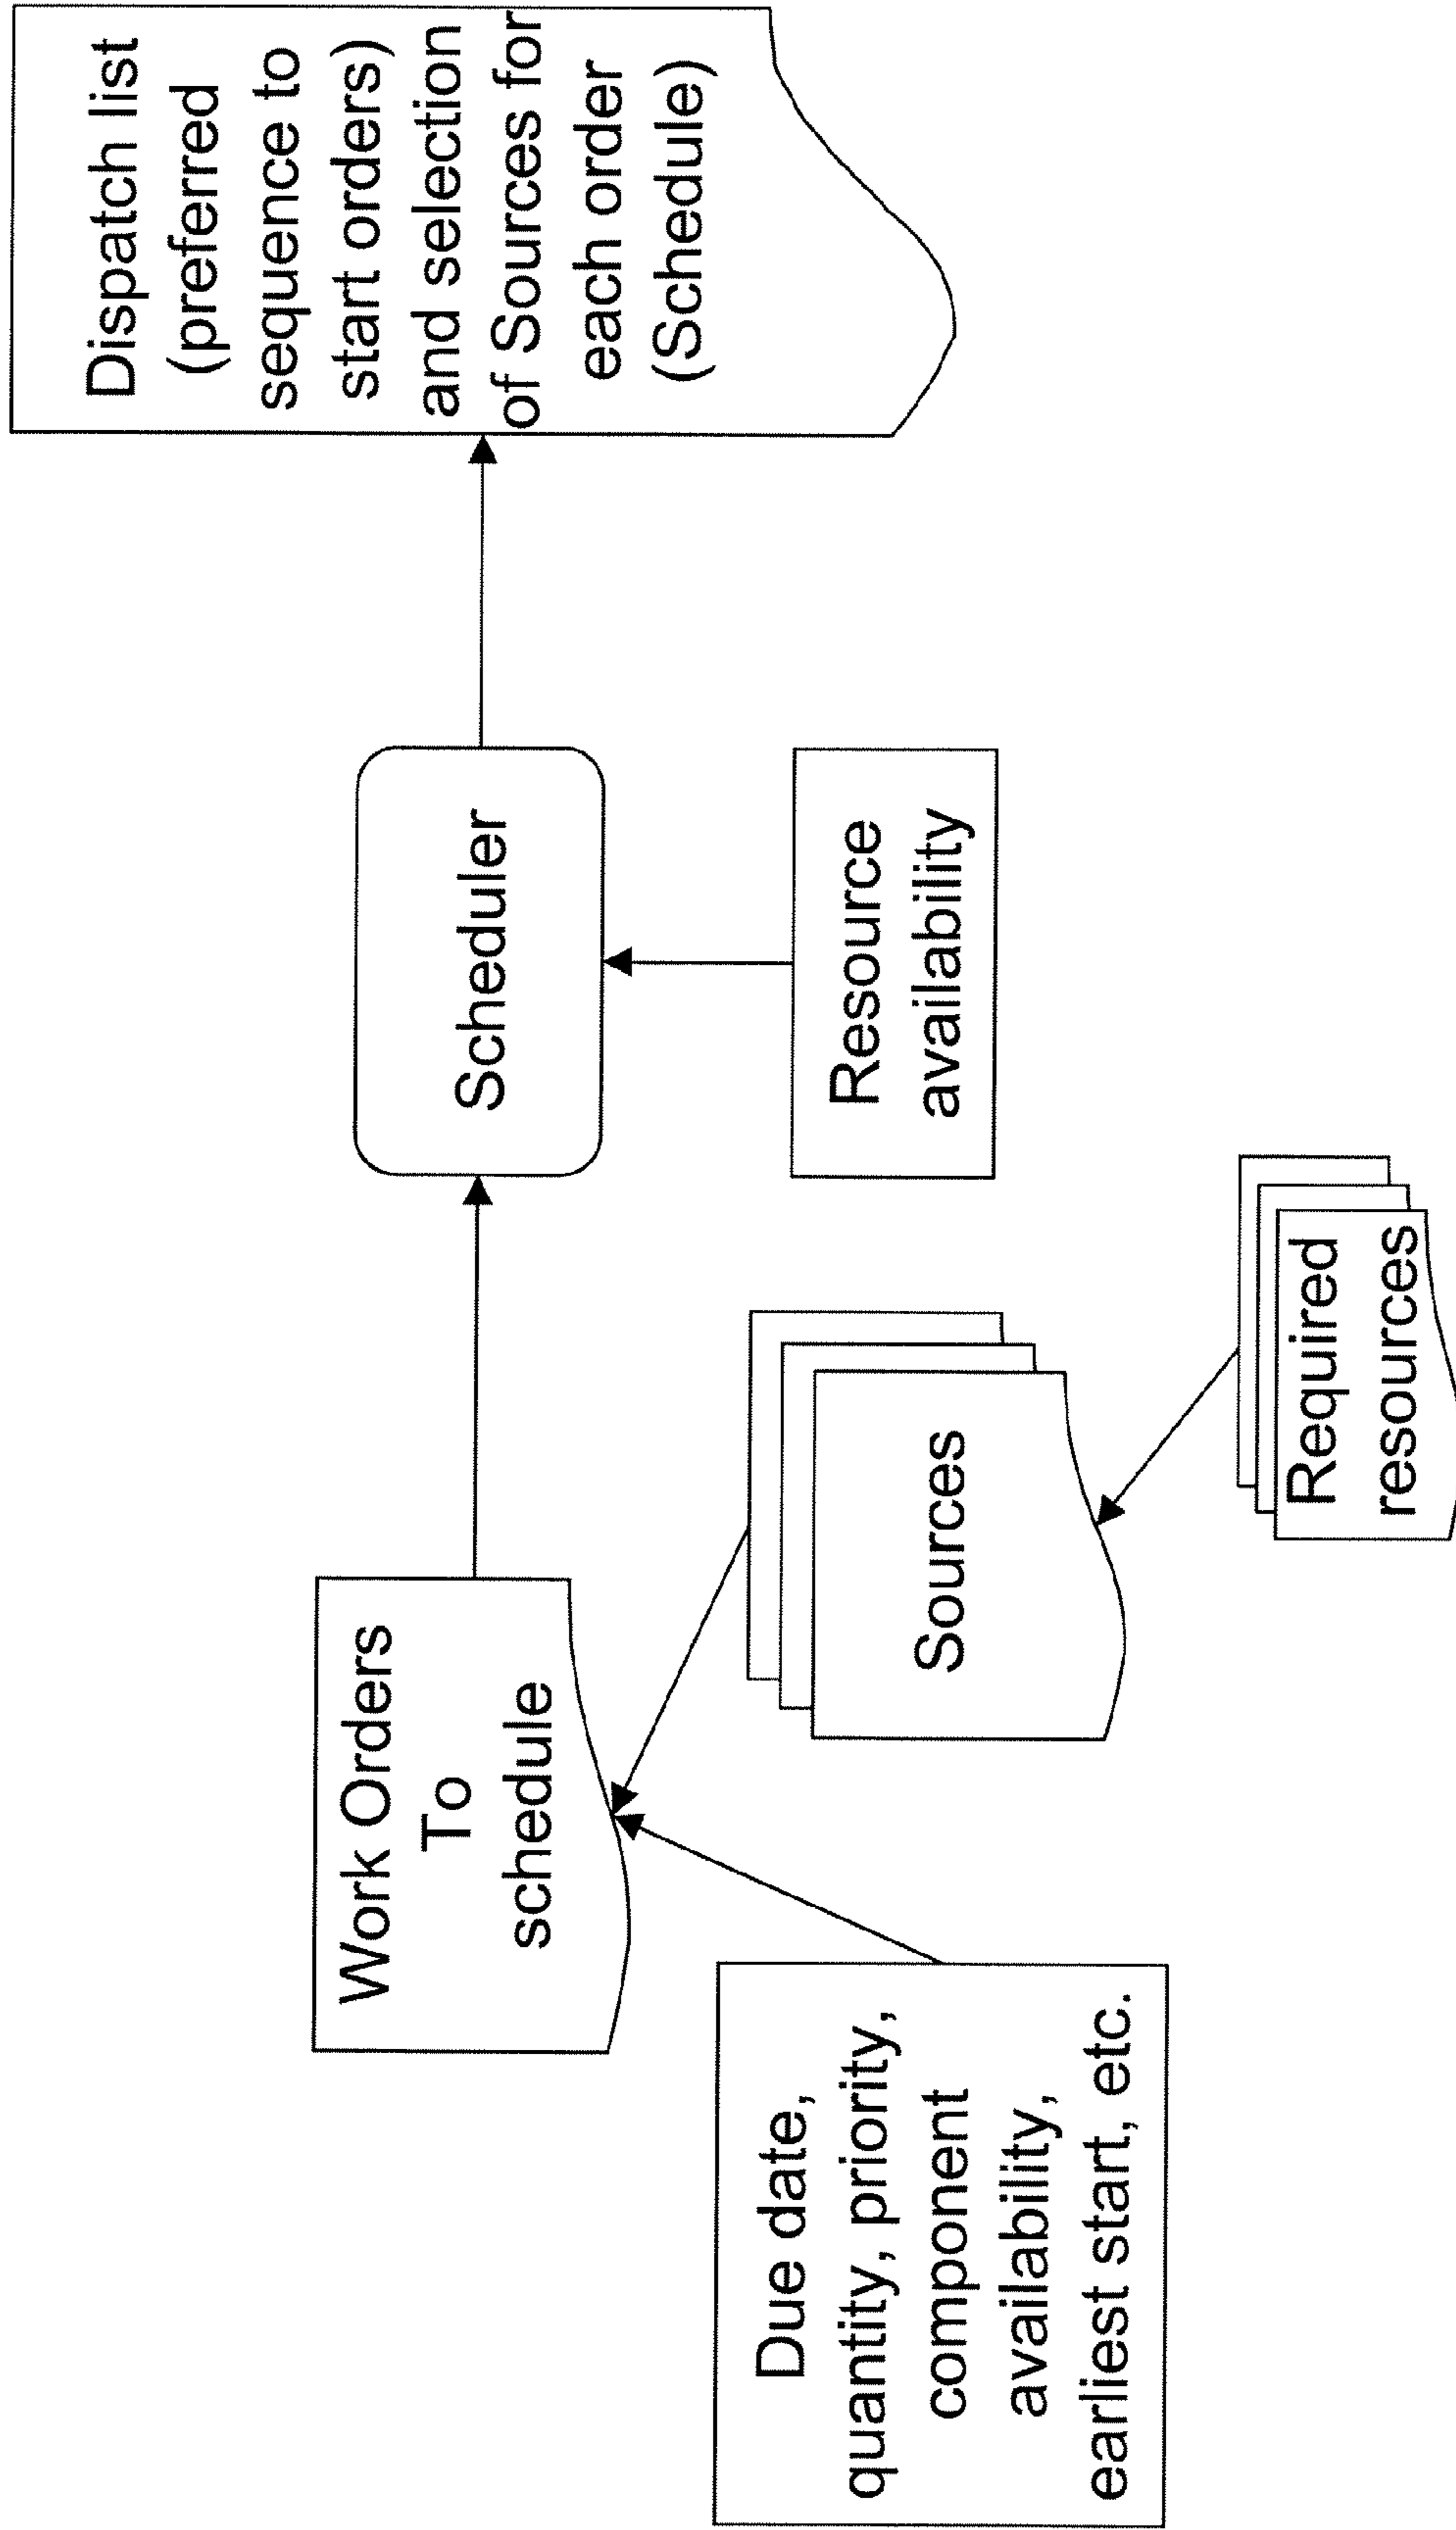 Work Orders
To
schedule
Scheduler
Dispatch list
(preferred
sequence to
start orders)
and selection
of Sources for
each order
(Schedule)
Due date,
quantity, priority,
component
availability,
earliest start, etc.
Sources
Resource
availability
Required
resources